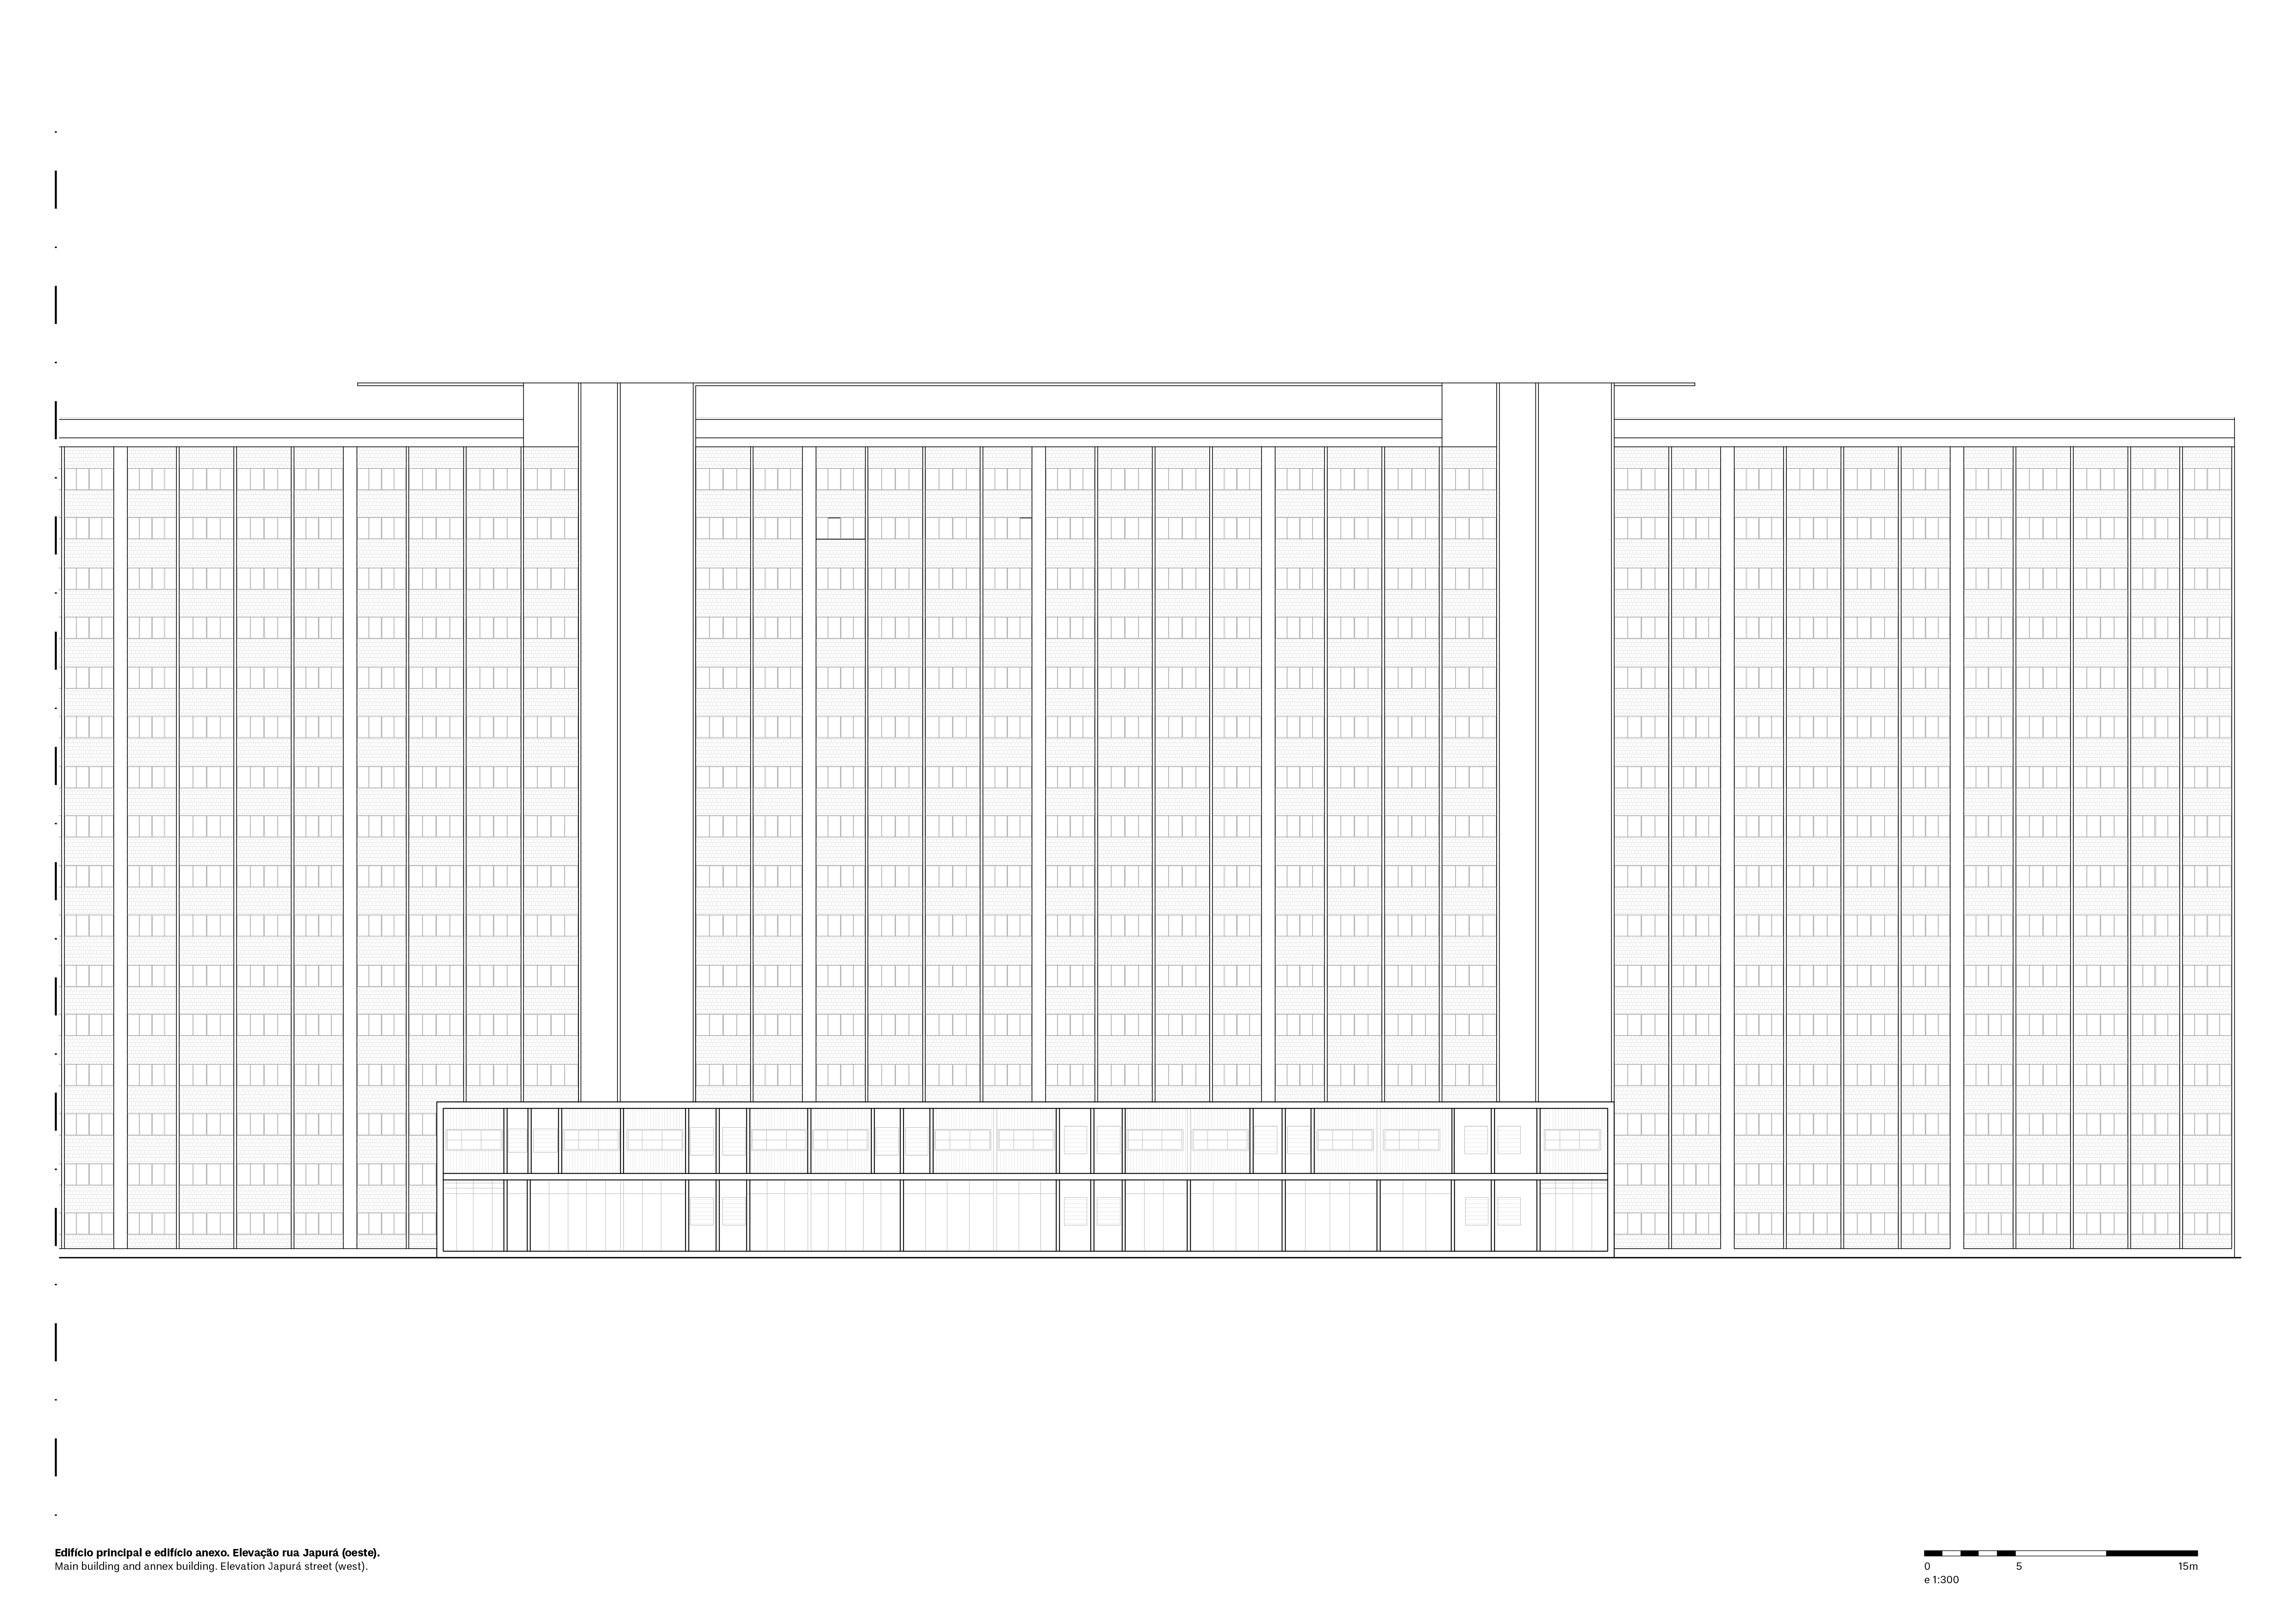 Edifício principal e edifício anexo. Elevação rua Japurá (oeste).
Main building and annex building. Elevation Japurá street (west).
0 5 15m
e 1:300